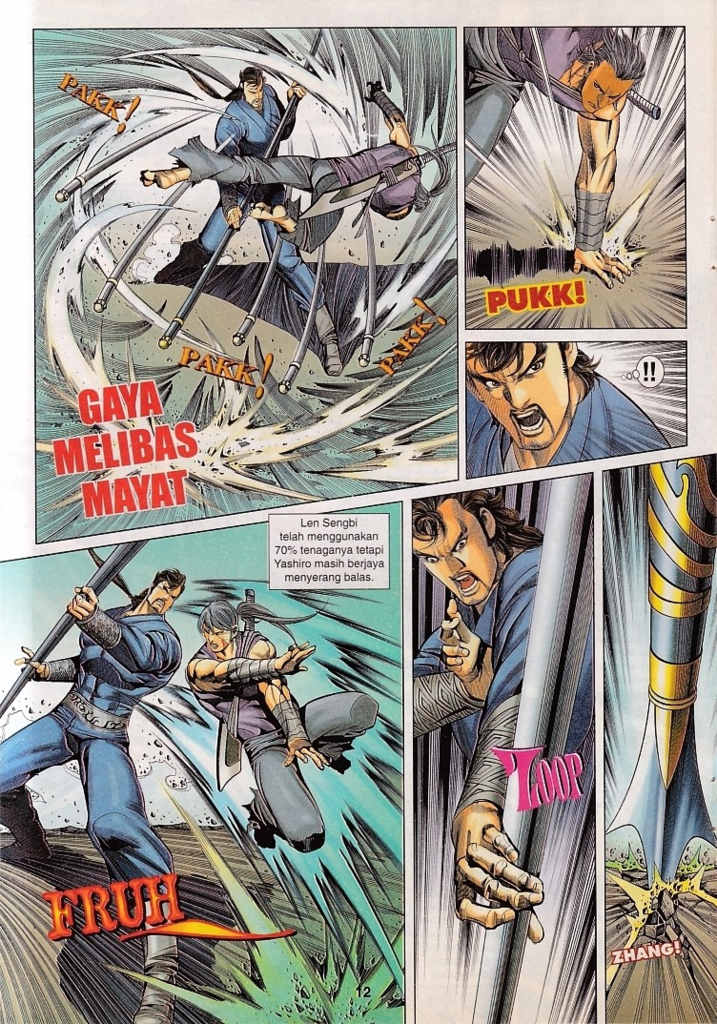 PAKK!
PAKK!
PAKK!
GAYA
MELIBAS
MAYAT
PUKK!
!!
Len Sengbi
telah menggunakan
70% tenaganya tetapi
Yashiro masih berjaya
menyerang balas.
FRUH
12
LOOP
ZHANG!